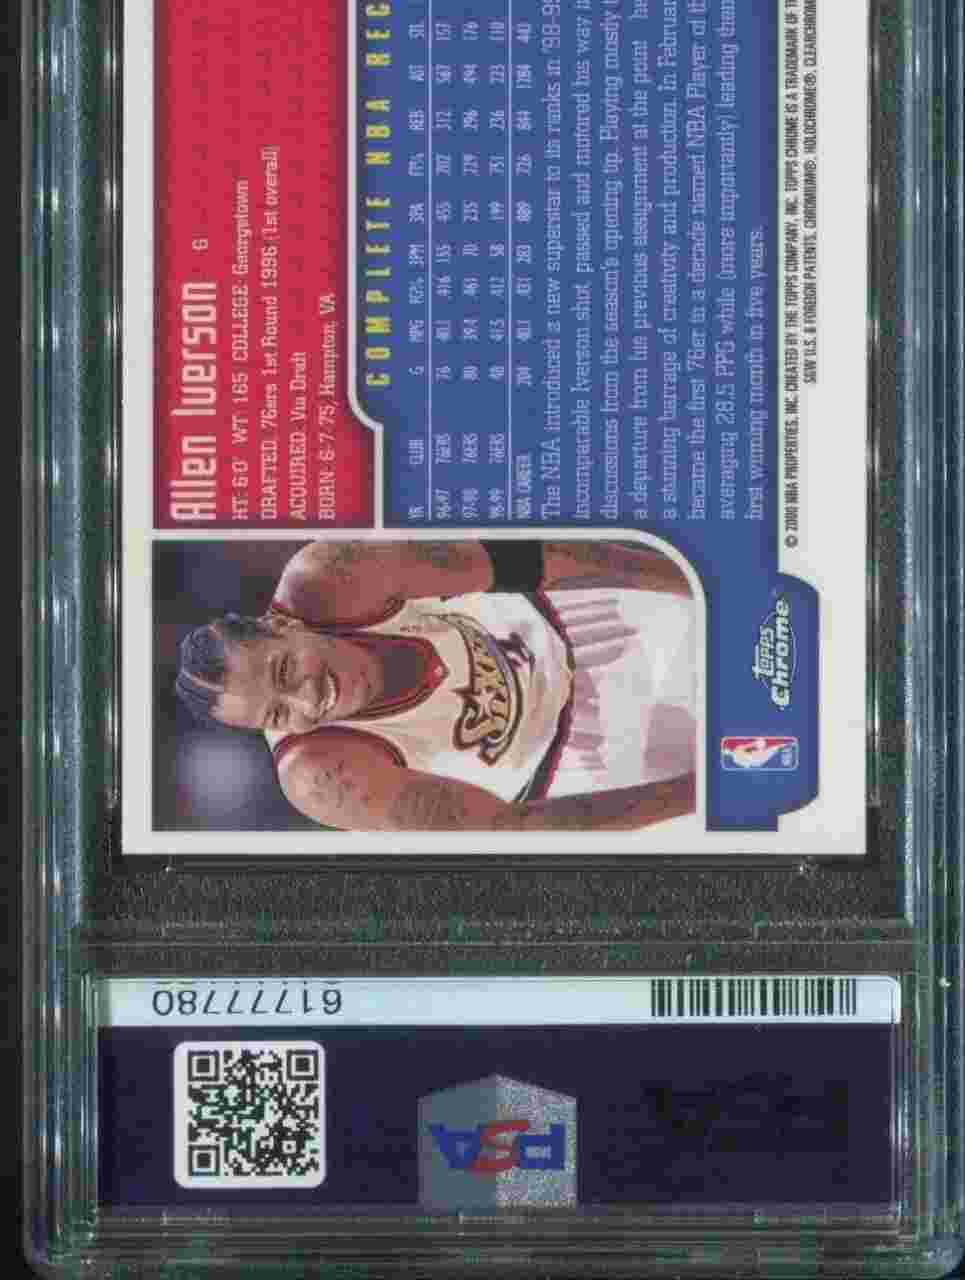 Allen Iverson G
HT: 6'0" WT: 165 COLLEGE: Georgetown
DRAFTED: 76ers 1st Round 1996 (1st overall)
ACQUIRED: Via Draft
BORN: 6-7-75, Hampton, VA
COMPLETE NBA REC
YR CLUB G MPG FG% 3PM 3PA FT% REB AST STL
96-97 76ERS 76 40.1 .416 155 455 .702 312 567 157
97-98 76ERS 80 39.4 .461 70 235 .729 296 494 176
98-99 76ERS 48 41.5 .412 58 199 .751 236 223 110
NBA CAREER 204 40.1 .431 283 889 .726 844 1284 443
The NBA introduced a new superstar to its ranks in '98-99
Iverson shot, passed and his way
discussions from the season's opening tip. Playing mostly
a departure from his previous assignment at the point he
a stunning barrage of creativity and production. In Februar
became the first 76er in a decade named NBA Player of th
averaging 28.5 PPG while (more importantly) leading than
first winning month in five years.
© 2000 NBA PROPERTIES, INC. CREATED BY THE TOPPS COMPANY, INC. TOPPS CHROME IS A TRADEMARK OF T
S&W U.S. & FOREIGN PATENTS. CHROMIUM®, HOLOCHROME®, CLEARCHROM
Topps
Chrome
NBA
61777780
PSA